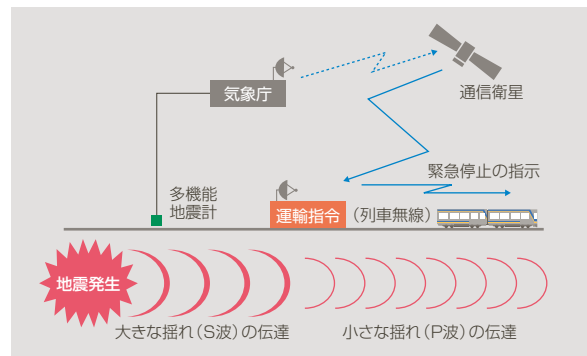 気象庁
通信衛星
緊急停止の指示
多機能
地震計
運輸指令
(列車無線)
地震発生
大きな揺れ(S波)の伝達
小さな揺れ(P波)の伝達